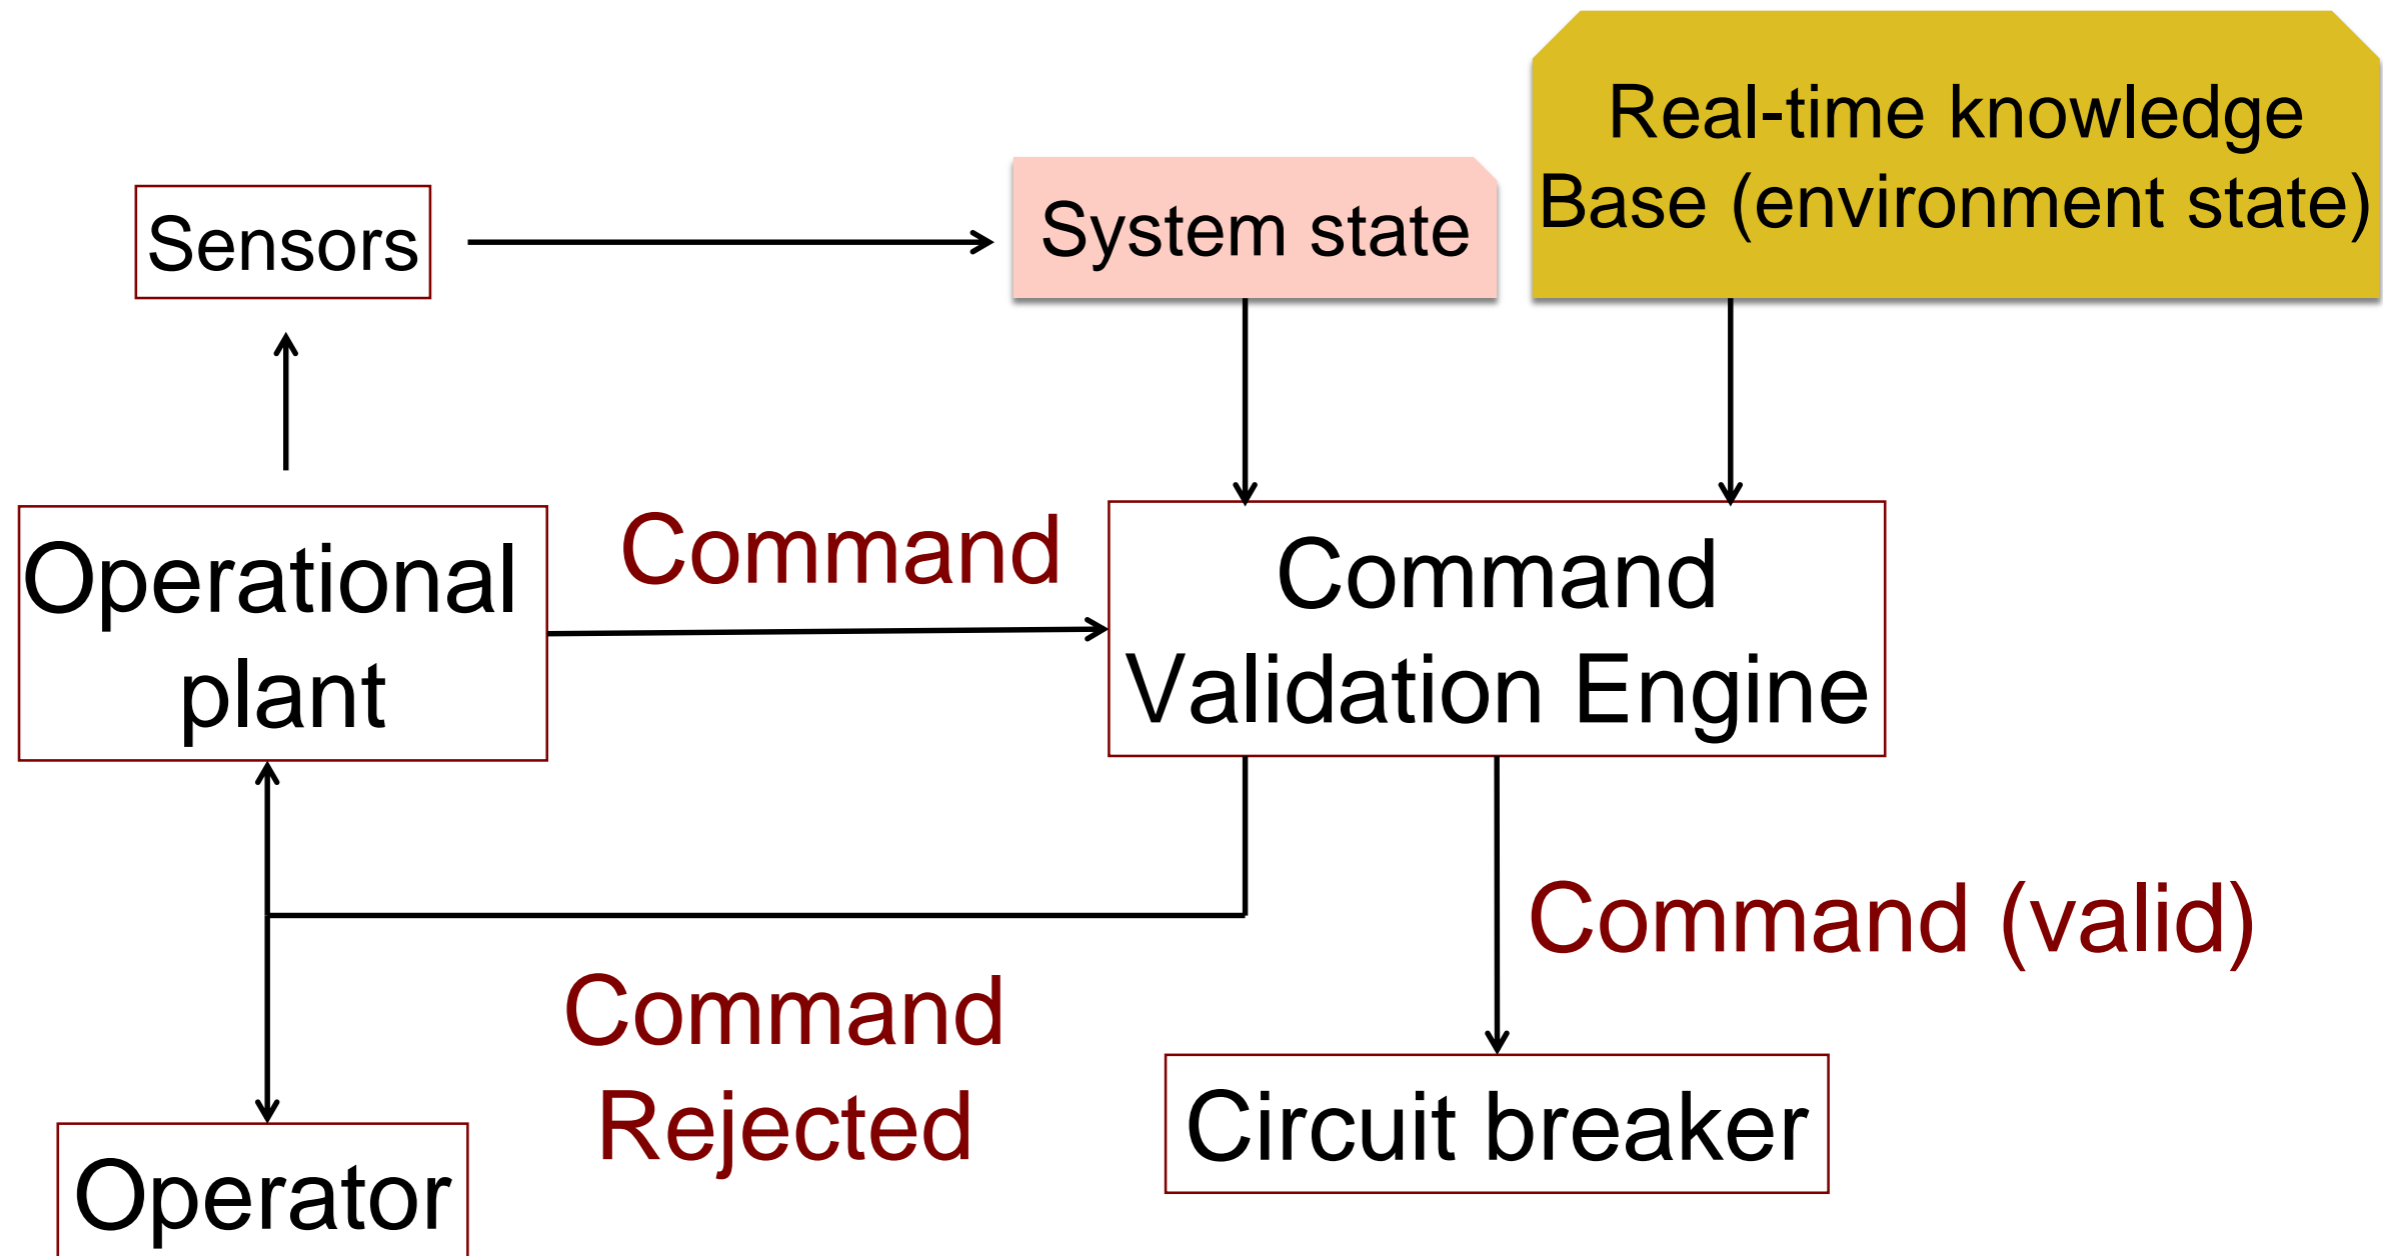 Real-time knowledge
Base (environment state)
System state
Sensors
Command
Operational
plant
Command
Validation Engine
Command (valid)
Command
Rejected
Circuit breaker
Operator